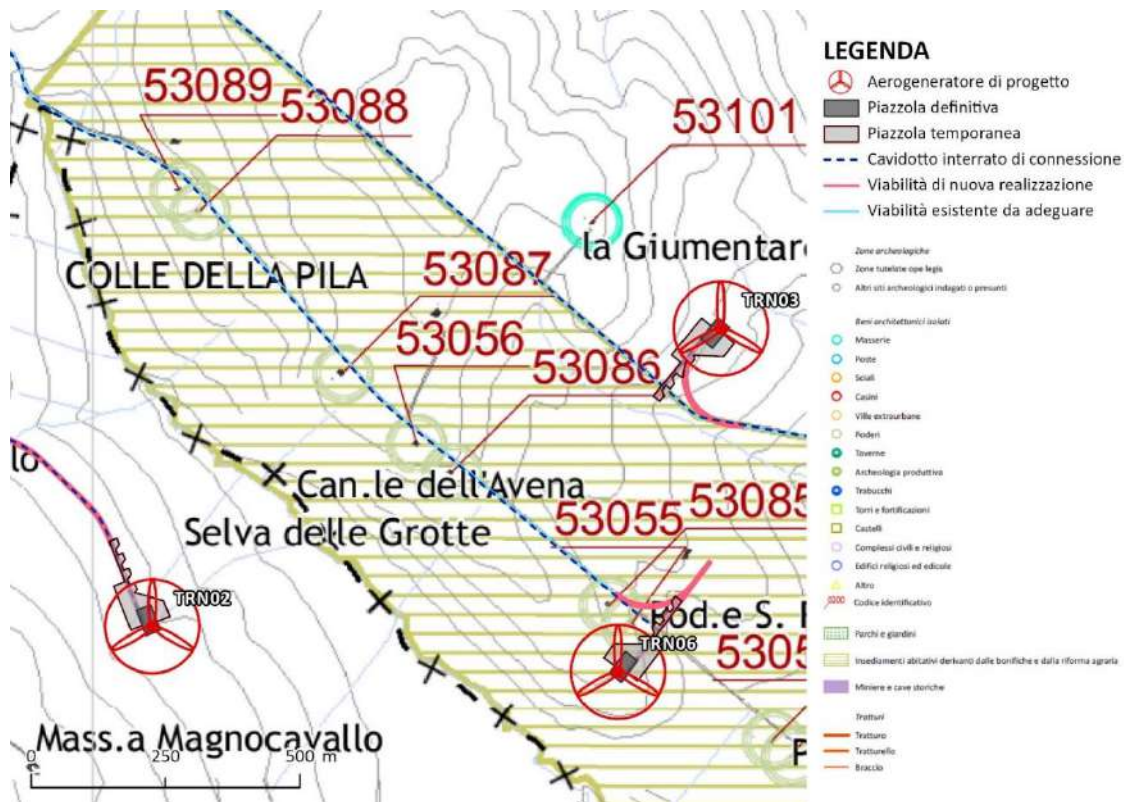 53089
53088
53101
la Giumentare
COLLE DELLA PILA
53087
TRN03
53056
53086
lo
Can.le dell'Avena
53055
53085
Selva delle Grotte
TRN02
Pod.e S. F
TRN06
5305
Mass.a Magnocavallo
P
0
250
500 m
LEGENDA
Aerogeneratore di progetto
Piazzola definitiva
Piazzola temporanea
Cavidotto interrato di connessione
Viabilità di nuova realizzazione
Viabilità esistente da adeguare
Zone archeologiche
Zone tutelate ope legis
Altri siti archeologici indagati o presunti
Beni architettonici isolati
Masserie
Poste
Sciali
Casini
Ville extraurbane
Poderi
Taverne
Archeologia produttiva
Trabucchi
Torri e fortificazioni
Castelli
Complessi civili e religiosi
Edifici religiosi ed edicole
Altro
Codice identificativo
Parchi e giardini
Insediamenti abitativi derivanti dalle bonifiche e dalla riforma agraria
Miniere e cave storiche
Tratturi
Tratturo
Tratturello
Braccio